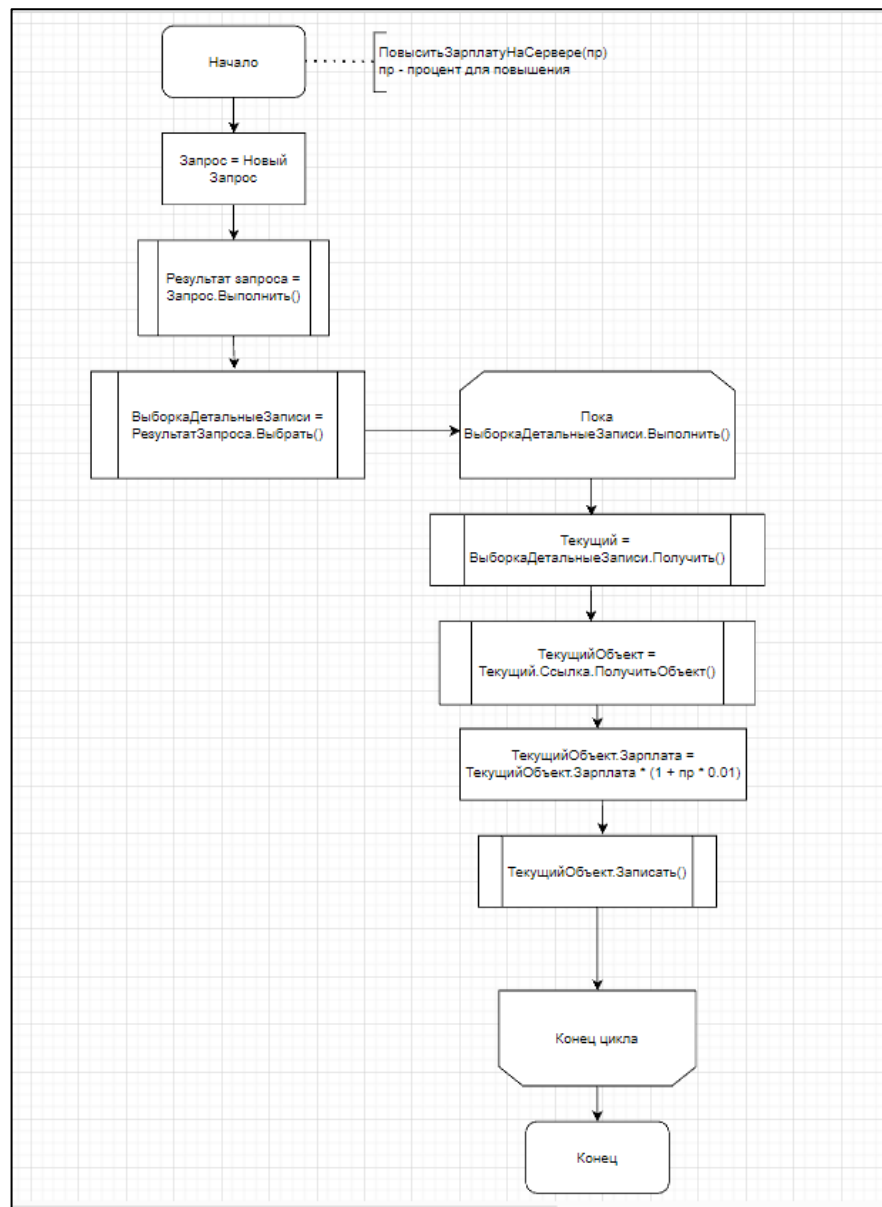 Начало
ПовыситьЗарплатуНаСервере(пр)
пр - процент для повышения
Запрос = Новый
Запрос
Результат запроса =
Запрос.Выполнить()
ВыборкаДетальныеЗаписи =
РезультатЗапроса.Выбрать()
Пока
ВыборкаДетальныеЗаписи.Выполнить()
Текущий =
ВыборкаДетальныеЗаписи.Получить()
ТекущийОбъект =
Текущий.Ссылка.ПолучитьОбъект()
ТекущийОбъект.Зарплата =
ТекущийОбъект.Зарплата * (1 + пр * 0.01)
ТекущийОбъект.Записать()
Конец цикла
Конец